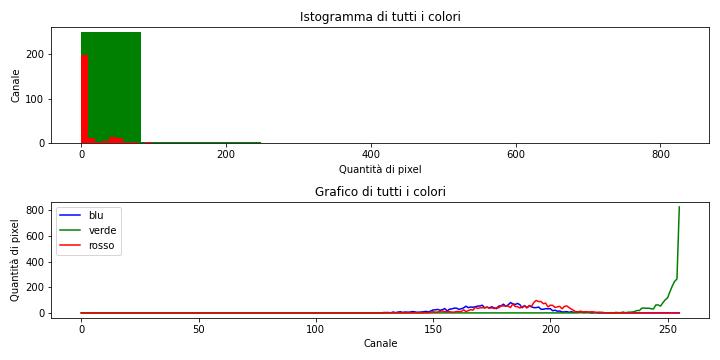 Istogramma di tutti i colori
Canale
200
100
0
0 200 400 600 800
Quantità di pixel
Grafico di tutti i colori
Quantità di pixel
800
600
400
200
0
blu
verde
rosso
0 50 100 150 200 250
Canale